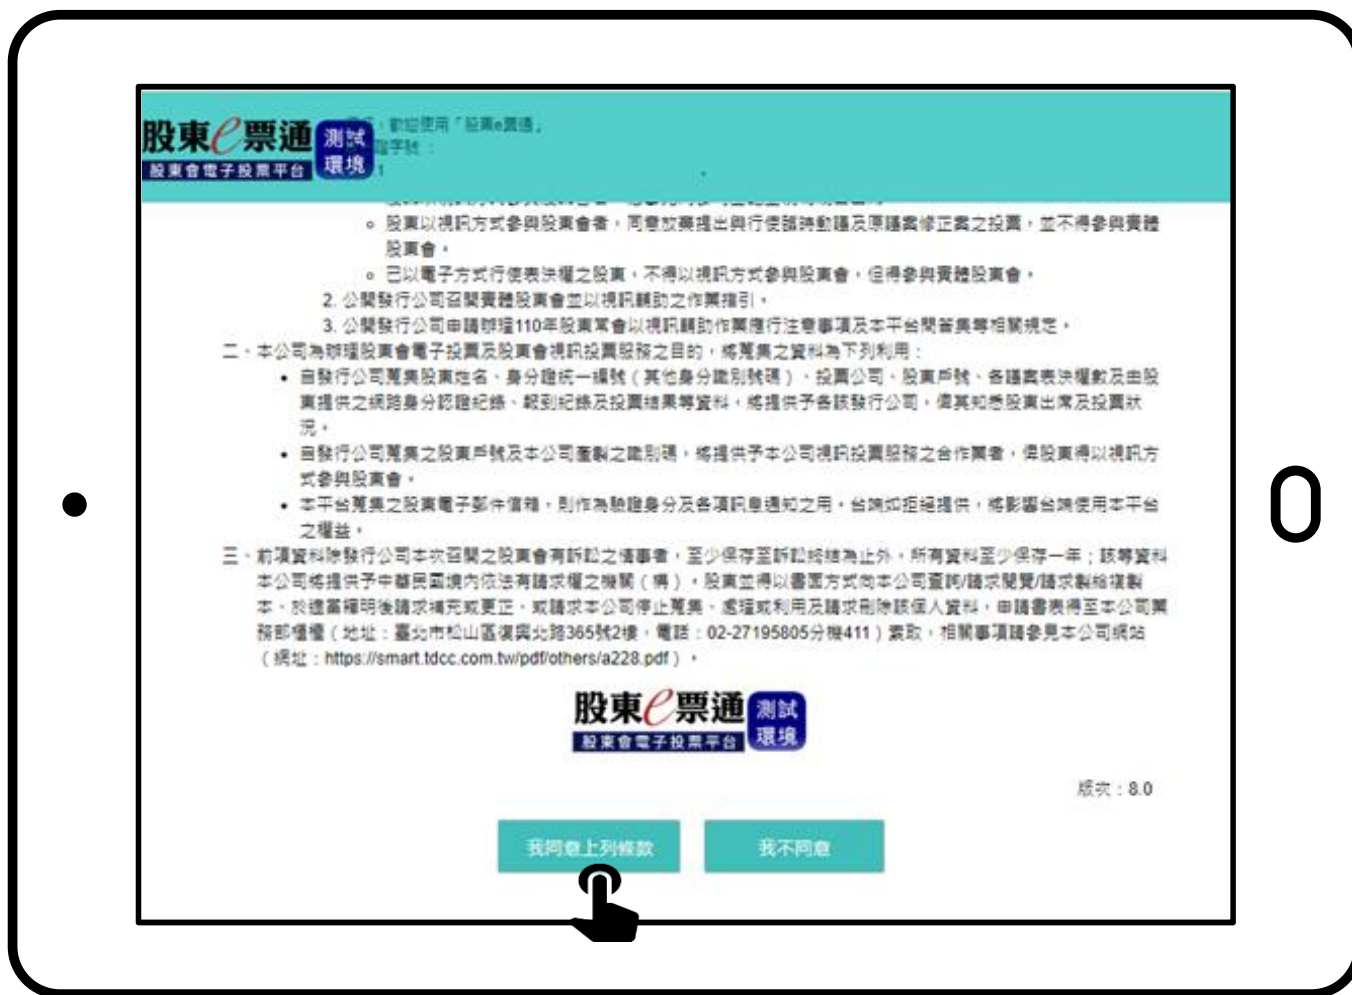 股東e票通 測試環境
股東會電子投票平台
，歡迎使用「股東e票通」
字號：
。股東以視訊方式參與股東會者，同意放棄提出與行使臨時動議及原議案修正案之投票，並不得參與實體
股東會。
。已以電子方式行使表決權之股東，不得以視訊方式參與股東會，但得參與實體股東會。
2. 公開發行公司召開實體股東會並以視訊輔助之作業指引。
3. 公開發行公司申請辦理110年股東常會以視訊輔助作業應行注意事項及本平台問答集等相關規定。
二、本公司為辦理股東會電子投票及股東會視訊投票服務之目的，將蒐集之資料為下列利用：
• 自發行公司蒐集股東姓名、身分證統一編號（其他身分識別號碼）、投票公司、股東戶號、各議案表決權數及由股
東提供之網路身分認證紀錄、報到紀錄及投票結果等資料，將提供予各該發行公司，俾其知悉股東出席及投票狀
況。
• 自發行公司蒐集之股東戶號及本公司產製之識別碼，將提供予本公司視訊投票服務之合作業者，俾股東得以視訊方
式參與股東會。
• 本平台蒐集之股東電子郵件信箱，則作為驗證身分及各項訊息通知之用。台端如拒絕提供，將影響台端使用本平台
之權益。
三、前項資料除發行公司本次召開之股東會有訴訟之情事者，至少保存至訴訟終結為止外，所有資料至少保存一年；該等資料
本公司將提供予中華民國境內依法有請求權之機關（構）。股東並得以書面方式向本公司查詢/請求閱覽/請求製給複製
本、於適當釋明後請求補充或更正、或請求本公司停止蒐集、處理或利用及請求刪除該個人資料，申請書表得至本公司業
務部櫃檯（地址：臺北市松山區復興北路365號2樓，電話：02-27195805分機411）索取，相關事項請參見本公司網站
（網址：https://smart.tdcc.com.tw/pdf/others/a228.pdf）。
股東e票通 測試環境
股東會電子投票平台
版次：8.0
我同意上列條款 我不同意